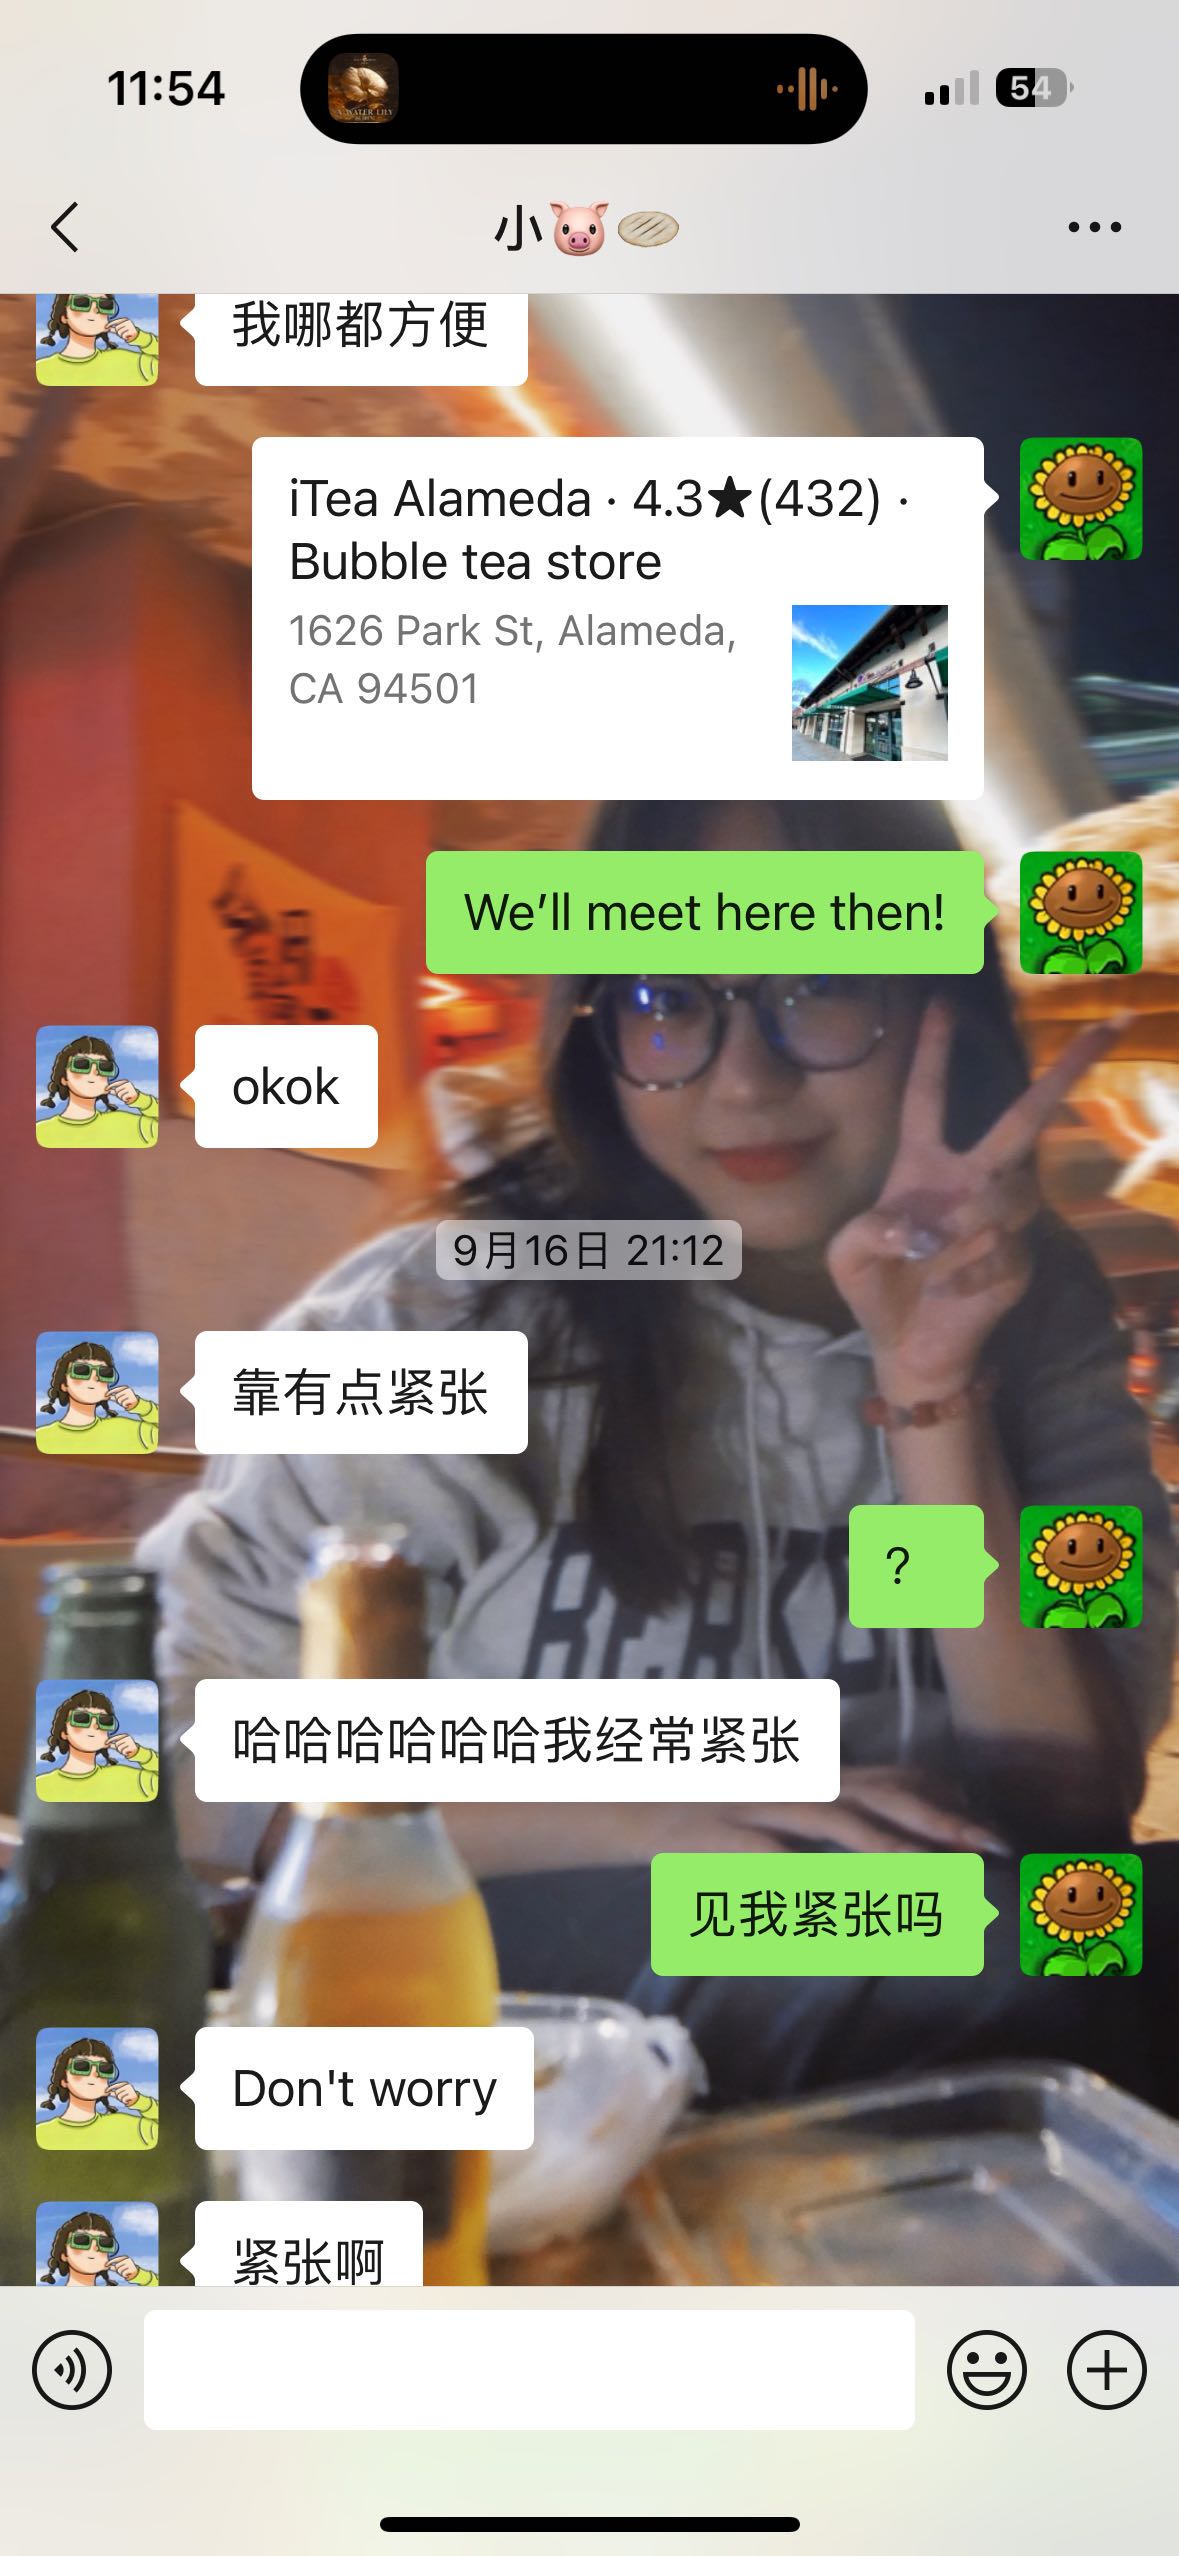 11:54
WATER LILY
54
小🐷🫓
我哪都方便
iTea Alameda · 4.3★(432) ·
Bubble tea store
1626 Park St, Alameda,
CA 94501
We’ll meet here then!
okok
9月16日 21:12
靠有点紧张
?
哈哈哈哈哈哈我经常紧张
见我紧张吗
Don't worry
紧张啊